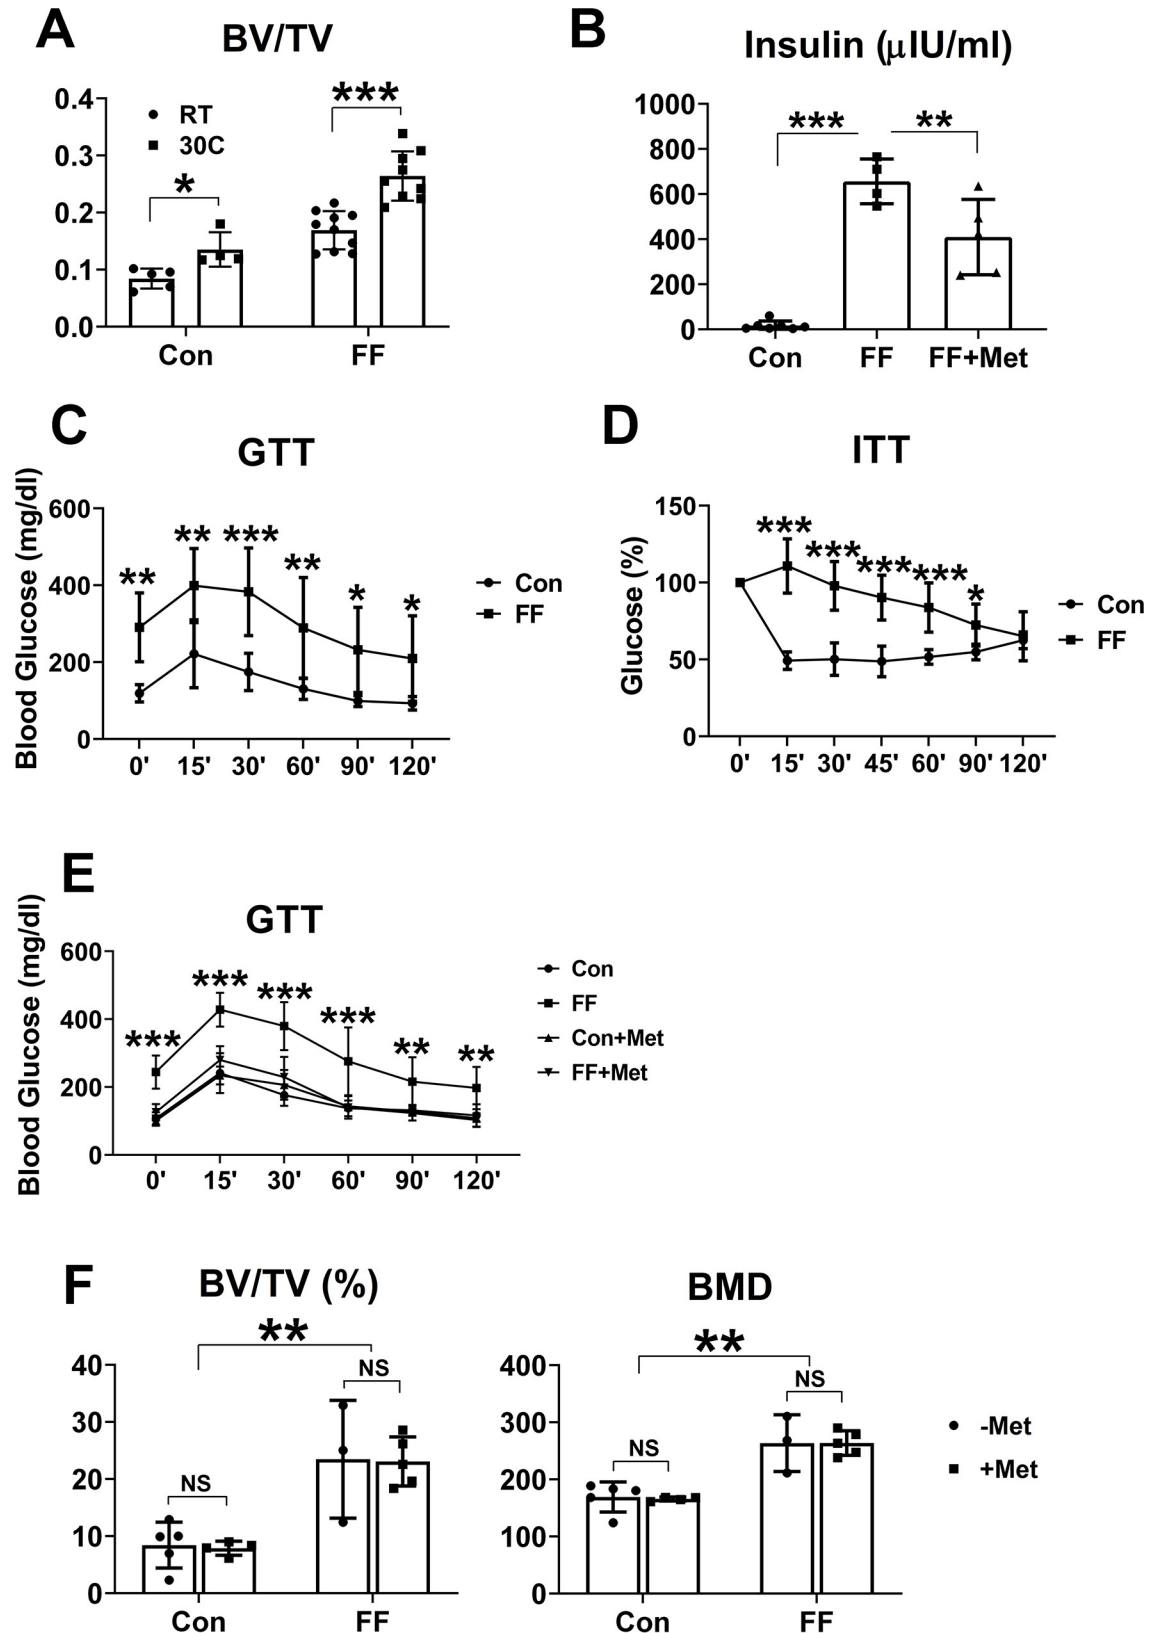 A
BV/TV
0.4
0.3
0.2
0.1
0.0
RT
30C
*
***
Con
FF
B
Insulin (μIU/ml)
1000
800
600
400
200
0
***
**
Con
FF
FF+Met
C
GTT
Blood Glucose (mg/dl)
600
400
200
0
**
**
***
**
*
*
0'
15'
30'
60'
90'
120'
Con
FF
D
ITT
Glucose (%)
150
100
50
0
***
***
***
***
*
0'
15'
30'
45'
60'
90'
120'
Con
FF
E
GTT
Blood Glucose (mg/dl)
600
400
200
0
***
***
***
***
**
**
0'
15'
30'
60'
90'
120'
Con
FF
Con+Met
FF+Met
F
BV/TV (%)
40
30
20
10
0
**
NS
NS
Con
FF
BMD
400
300
200
100
0
**
NS
NS
Con
FF
-Met
+Met